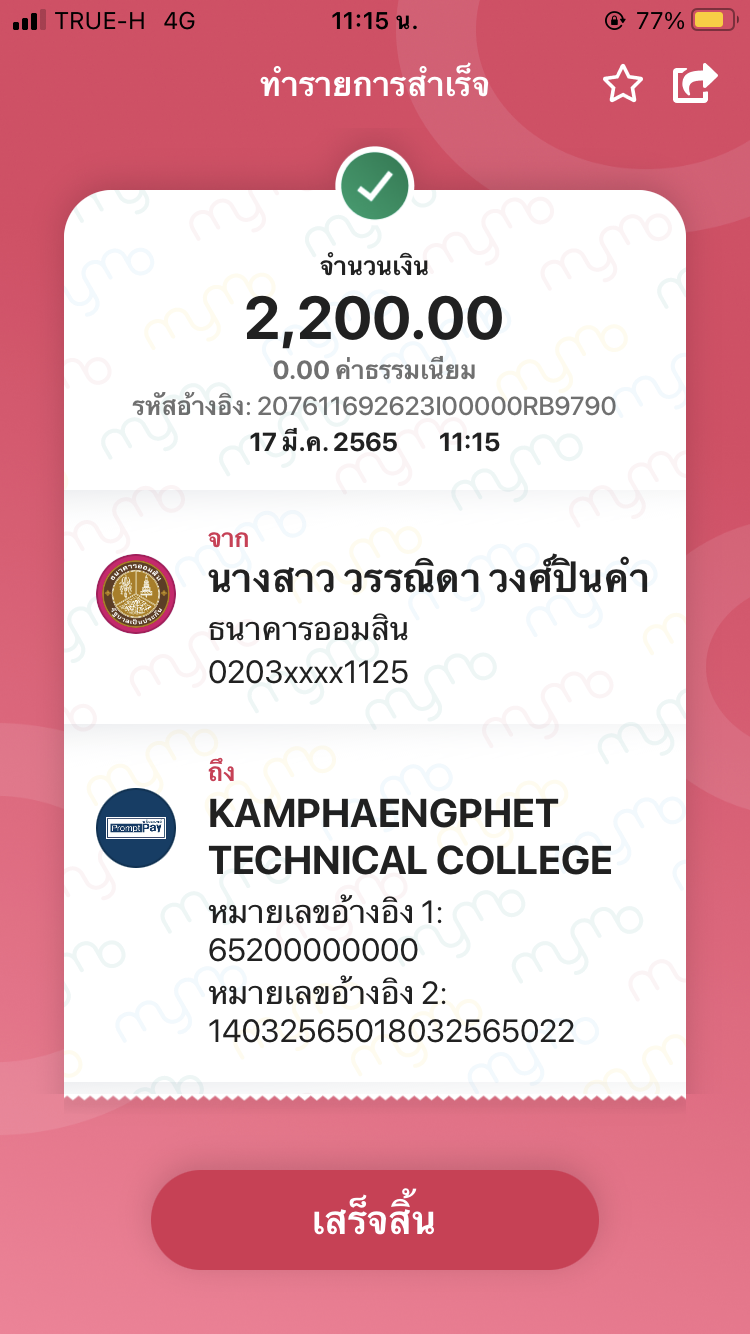 TRUE-H 4G 11:15 น. 77%
ทำรายการสำเร็จ
จำนวนเงิน
2,200.00
0.00 ค่าธรรมเนียม
รหัสอ้างอิง: 207611692623I00000RB9790
17 มี.ค. 2565 11:15
จาก
นางสาว วรรณิดา วงศ์ปินคำ
ธนาคารออมสิน
0203xxxx1125
ถึง
PromptPay
KAMPHAENGPHET
TECHNICAL COLLEGE
หมายเลขอ้างอิง 1:
65200000000
หมายเลขอ้างอิง 2:
14032565018032565022
เสร็จสิ้น